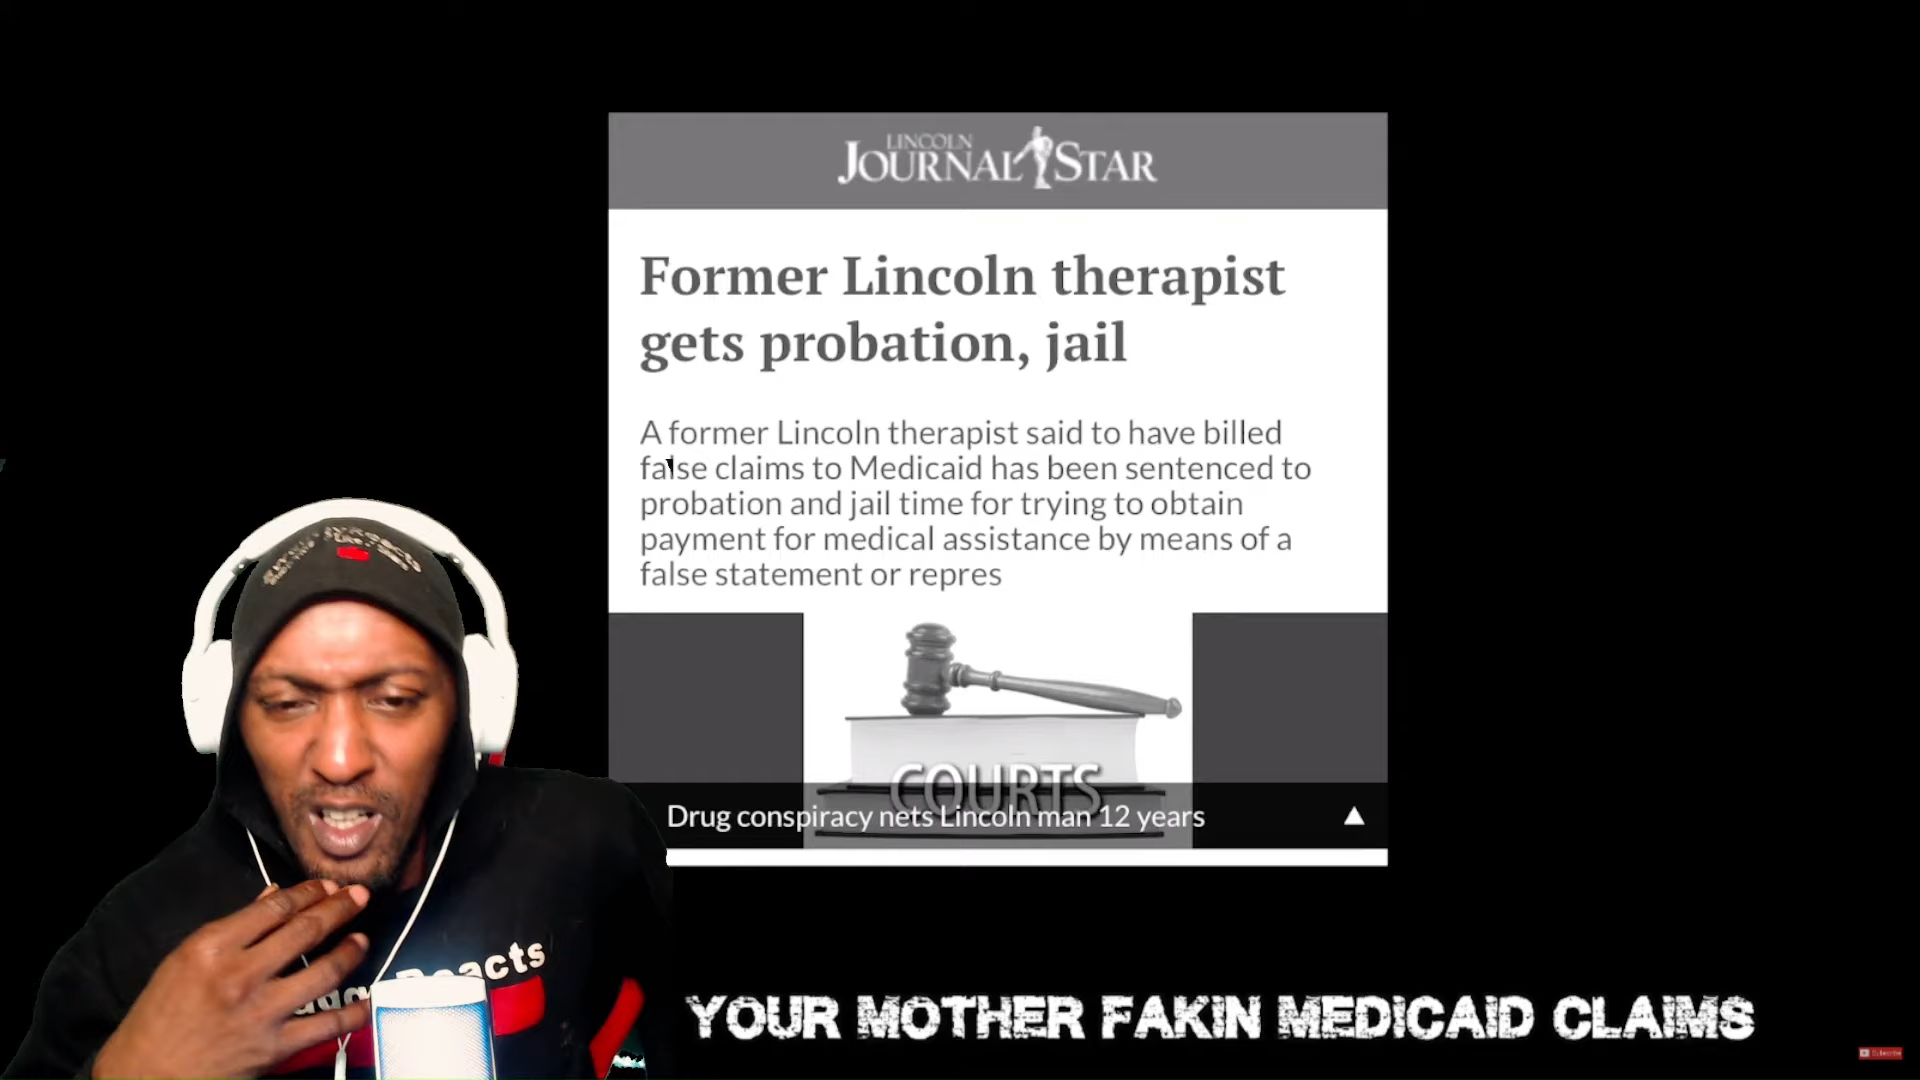 LINCOLN
JOURNAL STAR
Former Lincoln therapist
gets probation, jail
A former Lincoln therapist said to have billed
false claims to Medicaid has been sentenced to
probation and jail time for trying to obtain
payment for medical assistance by means of a
false statement or repres
COURTS
Drug conspiracy nets Lincoln man 12 years
Reacts
YOUR MOTHER FAKIN MEDICAID CLAIMS
Subscribe